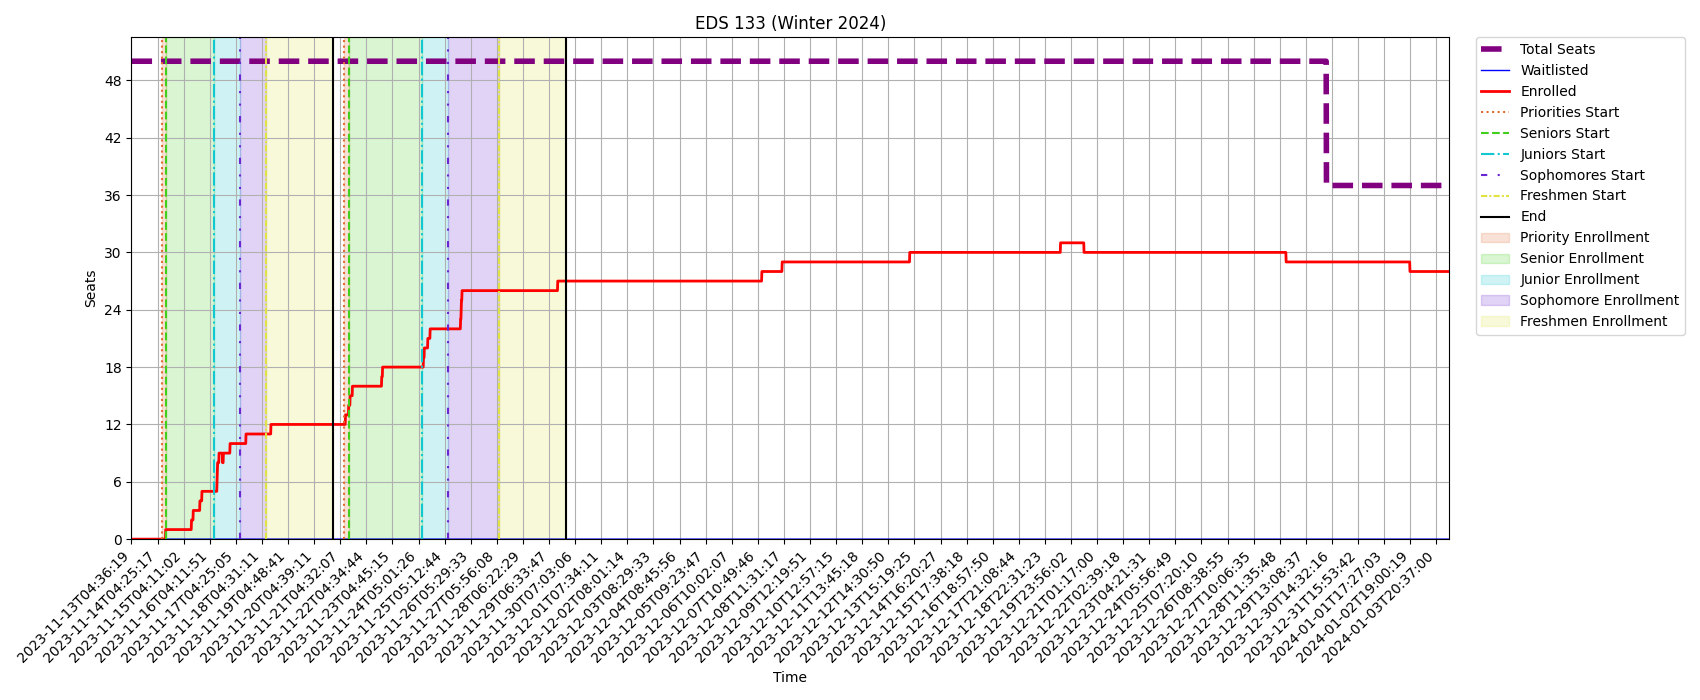 EDS 133 (Winter 2024)
Seats
48
42
36
30
24
18
12
6
0
2023-11-13T04:36:19
2023-11-14T04:25:17
2023-11-15T04:11:02
2023-11-16T04:11:51
2023-11-17T04:25:05
2023-11-18T04:31:11
2023-11-19T04:48:41
2023-11-20T04:39:11
2023-11-21T04:32:07
2023-11-22T04:34:44
2023-11-23T04:45:15
2023-11-24T05:01:26
2023-11-25T05:12:44
2023-11-26T05:29:33
2023-11-27T05:56:08
2023-11-28T06:22:29
2023-11-29T06:33:47
2023-11-30T07:03:06
2023-12-01T07:34:11
2023-12-02T08:01:14
2023-12-03T08:29:33
2023-12-04T08:45:56
2023-12-05T09:23:47
2023-12-06T10:02:07
2023-12-07T10:49:46
2023-12-08T11:31:17
2023-12-09T12:19:51
2023-12-10T12:57:15
2023-12-11T13:45:18
2023-12-12T14:30:50
2023-12-13T15:19:25
2023-12-14T16:20:27
2023-12-15T17:38:18
2023-12-16T18:57:50
2023-12-17T21:08:44
2023-12-18T22:31:23
2023-12-19T23:56:02
2023-12-21T01:17:00
2023-12-22T02:39:18
2023-12-23T04:21:31
2023-12-24T05:56:49
2023-12-25T07:20:10
2023-12-26T08:38:55
2023-12-27T10:06:35
2023-12-28T11:35:48
2023-12-29T13:08:37
2023-12-30T14:32:16
2023-12-31T15:53:42
2024-01-01T17:27:03
2024-01-02T19:00:19
2024-01-03T20:37:00
Time
Total Seats
Waitlisted
Enrolled
Priorities Start
Seniors Start
Juniors Start
Sophomores Start
Freshmen Start
End
Priority Enrollment
Senior Enrollment
Junior Enrollment
Sophomore Enrollment
Freshmen Enrollment